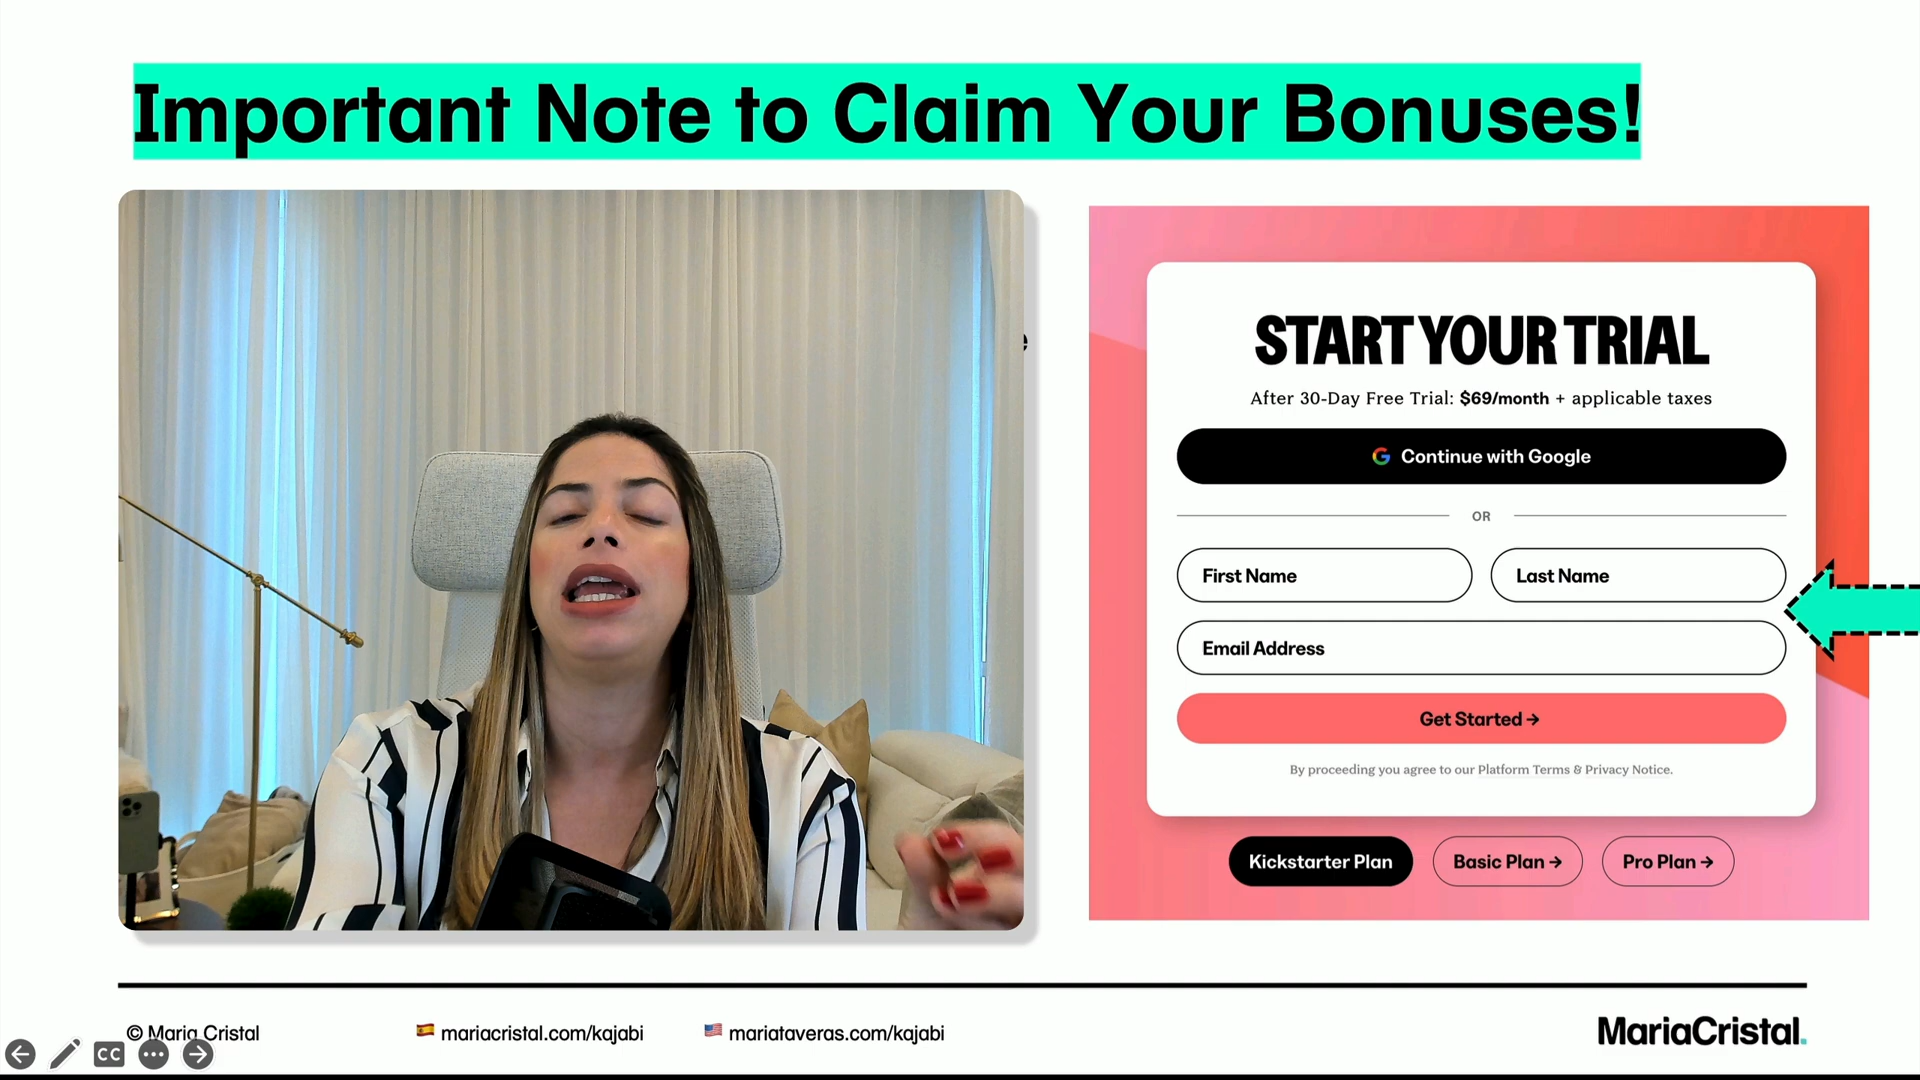 Important Note to Claim Your Bonuses!
START YOUR TRIAL
After 30-Day Free Trial: $69/month + applicable taxes
Continue with Google
OR
First Name
Last Name
Email Address
Get Started →
By proceeding you agree to our Platform Terms & Privacy Notice.
Kickstarter Plan
Basic Plan →
Pro Plan →
© Maria Cristal
mariacristal.com/kajabi
mariataveras.com/kajabi
MariaCristal.
CC